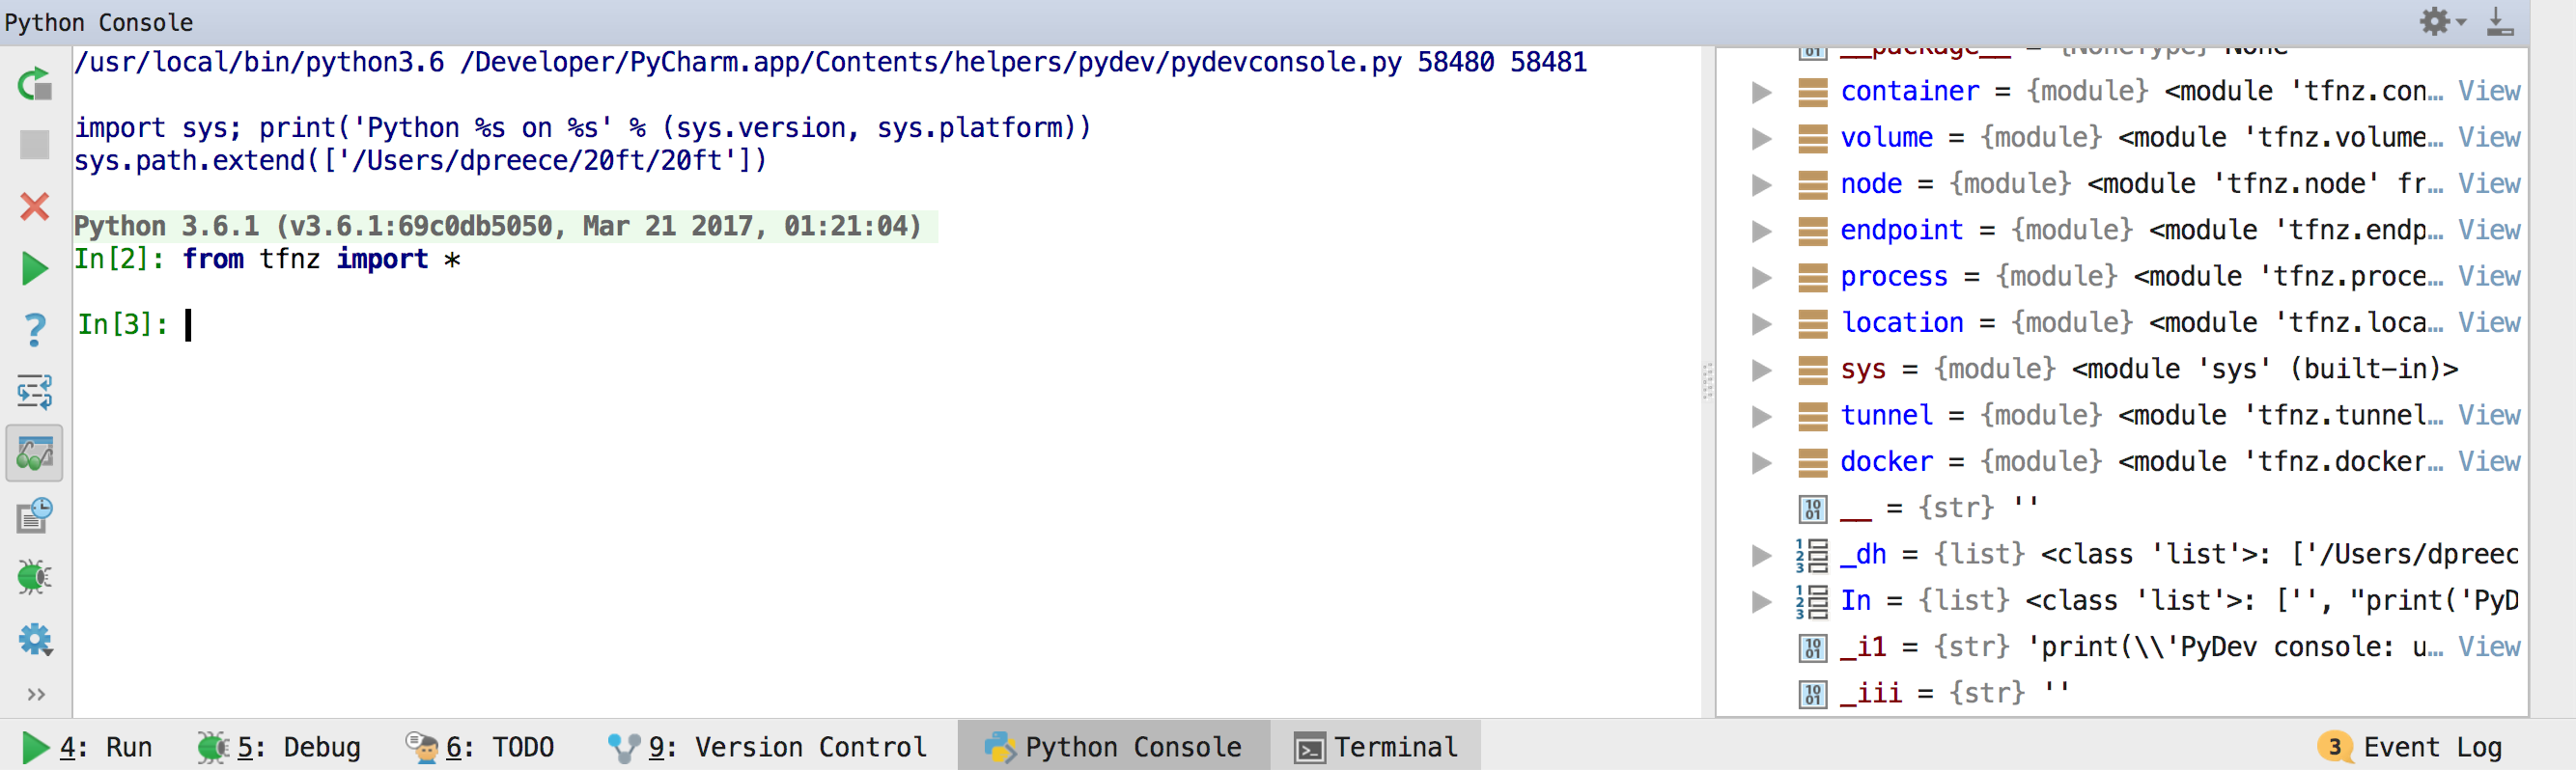 Python Console
/usr/local/bin/python3.6 /Developer/PyCharm.app/Contents/helpers/pydev/pydevconsole.py 58480 58481
import sys; print('Python %s on %s' % (sys.version, sys.platform))
sys.path.extend(['/Users/dpreece/20ft/20ft'])
Python 3.6.1 (v3.6.1:69c0db5050, Mar 21 2017, 01:21:04)
In[2]: from tfnz import *
In[3]:
__package__ = {NoneType} None
container = {module} <module 'tfnz.con... View
volume = {module} <module 'tfnz.volume... View
node = {module} <module 'tfnz.node' fr... View
endpoint = {module} <module 'tfnz.endp... View
process = {module} <module 'tfnz.proce... View
location = {module} <module 'tfnz.loca... View
sys = {module} <module 'sys' (built-in)>
tunnel = {module} <module 'tfnz.tunnel... View
docker = {module} <module 'tfnz.docker... View
__ = {str} ''
_dh = {list} <class 'list'>: ['/Users/dpreec
In = {list} <class 'list'>: ['', "print('PyD
_i1 = {str} 'print(\\'PyDev console: u... View
_iii = {str} ''
4: Run 5: Debug 6: TODO 9: Version Control Python Console Terminal 3 Event Log